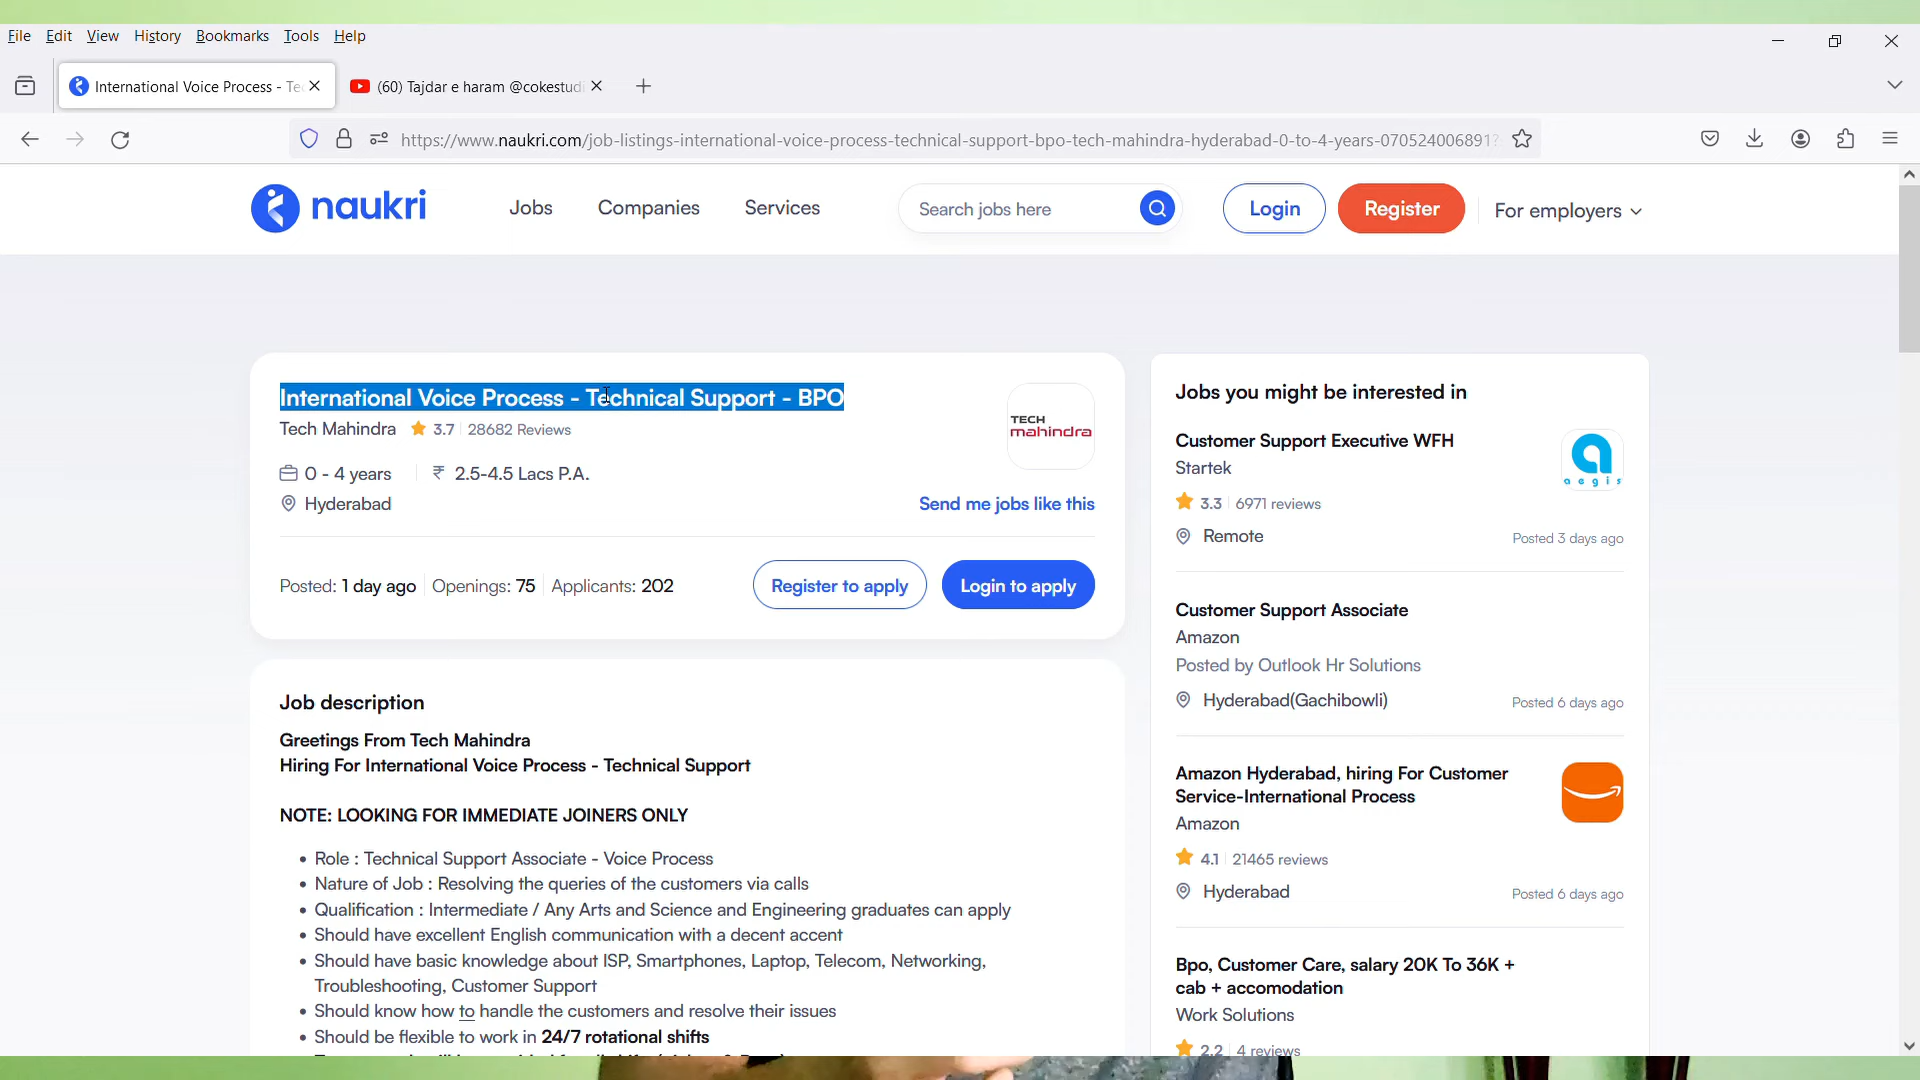 File Edit View History Bookmarks Tools Help
International Voice Process - Te
(60) Tajdar e haram @cokestudi
https://www.naukri.com/job-listings-international-voice-process-technical-support-bpo-tech-mahindra-hyderabad-0-to-4-years-070524006891?
naukri
Jobs
Companies
Services
Search jobs here
Login
Register
For employers
International Voice Process - Technical Support - BPO
Tech Mahindra 3.7 28682 Reviews
TECH
mahindra
0 - 4 years ₹ 2.5-4.5 Lacs P.A.
Hyderabad
Send me jobs like this
Posted: 1 day ago Openings: 75 Applicants: 202
Register to apply
Login to apply
Job description
Greetings From Tech Mahindra
Hiring For International Voice Process - Technical Support
NOTE: LOOKING FOR IMMEDIATE JOINERS ONLY
• Role : Technical Support Associate - Voice Process
• Nature of Job : Resolving the queries of the customers via calls
• Qualification : Intermediate / Any Arts and Science and Engineering graduates can apply
• Should have excellent English communication with a decent accent
• Should have basic knowledge about ISP, Smartphones, Laptop, Telecom, Networking,
Troubleshooting, Customer Support
• Should know how to handle the customers and resolve their issues
• Should be flexible to work in 24/7 rotational shifts
Jobs you might be interested in
Customer Support Executive WFH
Startek
aegis
3.3 6971 reviews
Remote
Posted 3 days ago
Customer Support Associate
Amazon
Posted by Outlook Hr Solutions
Hyderabad(Gachibowli)
Posted 6 days ago
Amazon Hyderabad, hiring For Customer
Service-International Process
Amazon
4.1 21465 reviews
Hyderabad
Posted 6 days ago
Bpo, Customer Care, salary 20K To 36K +
cab + accomodation
Work Solutions
2.2 4 reviews